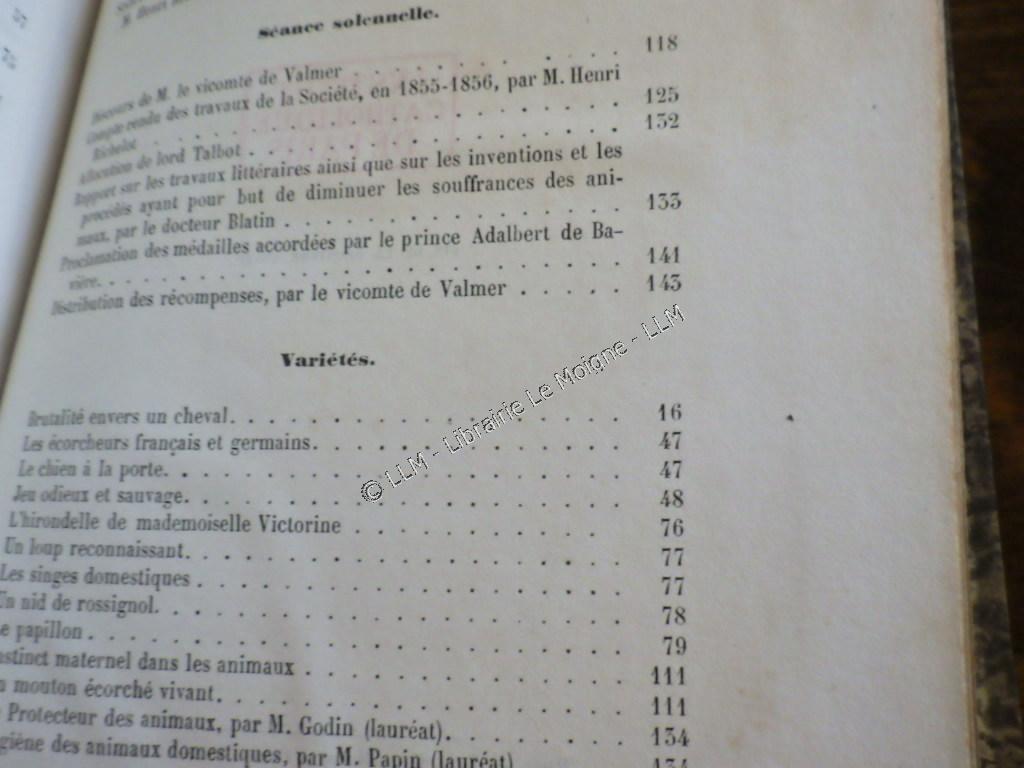 Séance solennelle.
Discours de M. le vicomte de Valmer . . . . . . . . . . . 118
Compte rendu des travaux de la Société, en 1855-1856, par M. Henri
Richelot . . . . . . . . . . . . . . . . . 125
Allocution de lord Talbot . . . . . . . . . . . . . . . 132
Rapport sur les travaux littéraires ainsi que sur les inventions et les
procédés ayant pour but de diminuer les souffrances des ani-
maux, par le docteur Blatin . . . . . . . . . . . . . . 133
Proclamation des médailles accordées par le prince Adalbert de Ba-
vière. . . . . . . . . . . . . . . . . . . . 141
Distribution des récompenses, par le vicomte de Valmer . . . . . 143
Variétés.
Brutalité envers un cheval. . . . . . . . . . . . . . . . 16
Les écorcheurs français et germains. . . . . . . . . . . . . 47
Le chien à la porte. . . . . . . . . . . . . . . . . . 47
Jeu odieux et sauvage. . . . . . . . . . . . . . . . . 48
L'hirondelle de mademoiselle Victorine . . . . . . . . . . 76
Un loup reconnaissant. . . . . . . . . . . . . . . . . 77
Les singes domestiques . . . . . . . . . . . . . . . . 77
Un nid de rossignol. . . . . . . . . . . . . . . . . . 78
e papillon . . . . . . . . . . . . . . . . . . . . 79
nstinct maternel dans les animaux . . . . . . . . . . . . 111
n mouton écorché vivant. . . . . . . . . . . . . . . . 111
Protecteur des animaux, par M. Godin (lauréat). . . . . . . 134
giène des animaux domestiques, par M. Papin (lauréat) 134
© LLM - Librairie Le Moigne - LLM